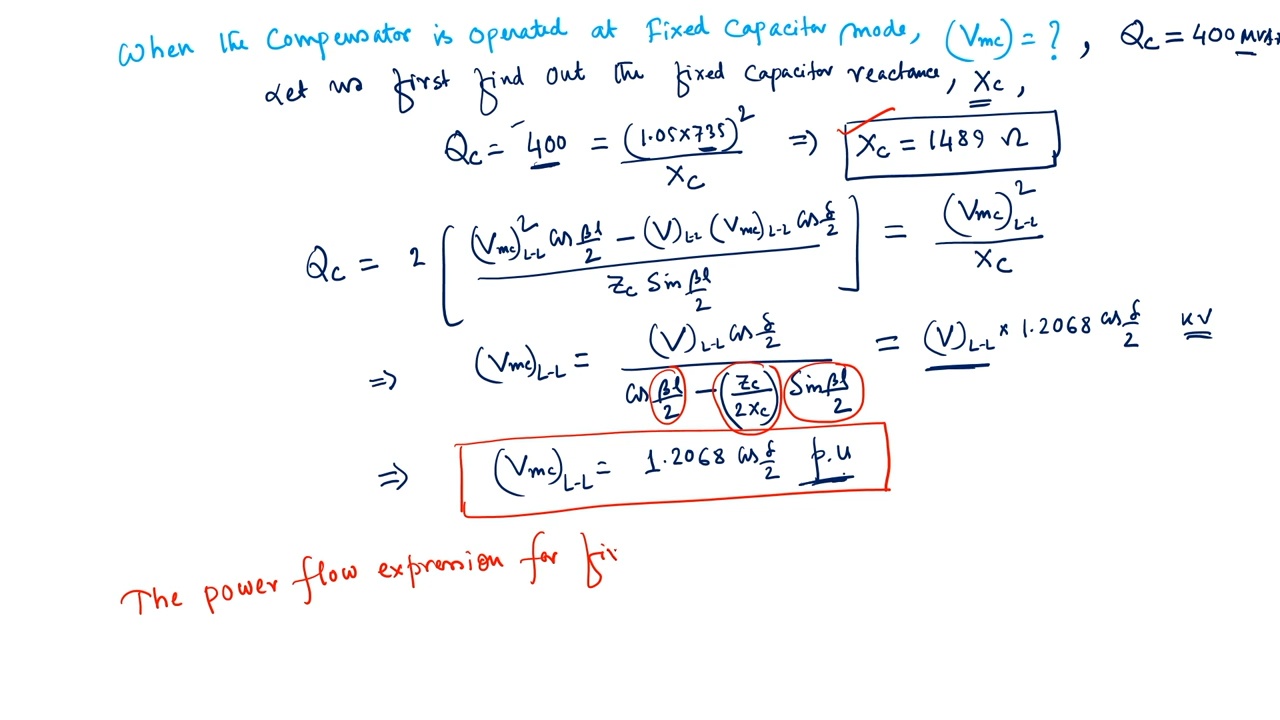 When the Compensator is operated at Fixed Capacitor mode, (Vmc) = ?, Qc = 400 MVAr
Let us first find out the fixed capacitor reactance, Xc,
Qc = 400 = (1.05×735)² / Xc ⇒ Xc = 1489 Ω
Qc = 2 [ ((Vmc)²L-L cos βl/2 − (V)L-L (Vmc)L-L cos δ/2) / (Zc Sin βl/2) ] = (Vmc)²L-L / Xc
⇒ (Vmc)L-L = (V)L-L cos δ/2 / (cos βl/2 − (Zc/2Xc) Sin βl/2) = (V)L-L × 1.2068 cos δ/2 KV
⇒ (Vmc)L-L = 1.2068 cos δ/2 p.u
The power flow expression for fi